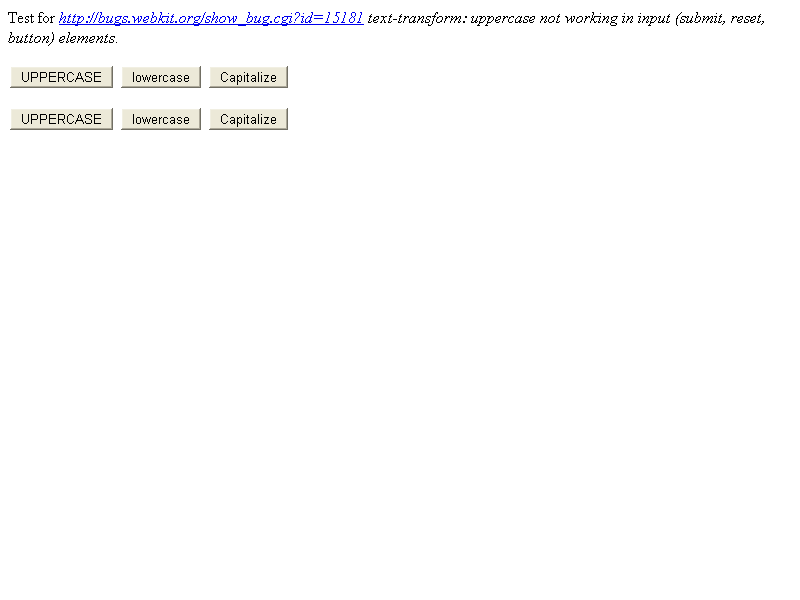 Test for http://bugs.webkit.org/show_bug.cgi?id=15181 text-transform: uppercase not working in input (submit, reset,
button) elements.
UPPERCASE lowercase Capitalize
UPPERCASE lowercase Capitalize